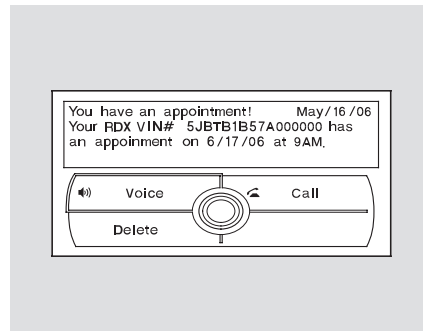 You have an appointment! May/16/06
Your RDX VIN# 5JBTB1B57A000000 has
an appoinment on 6/17/06 at 9AM.
Voice Call
Delete